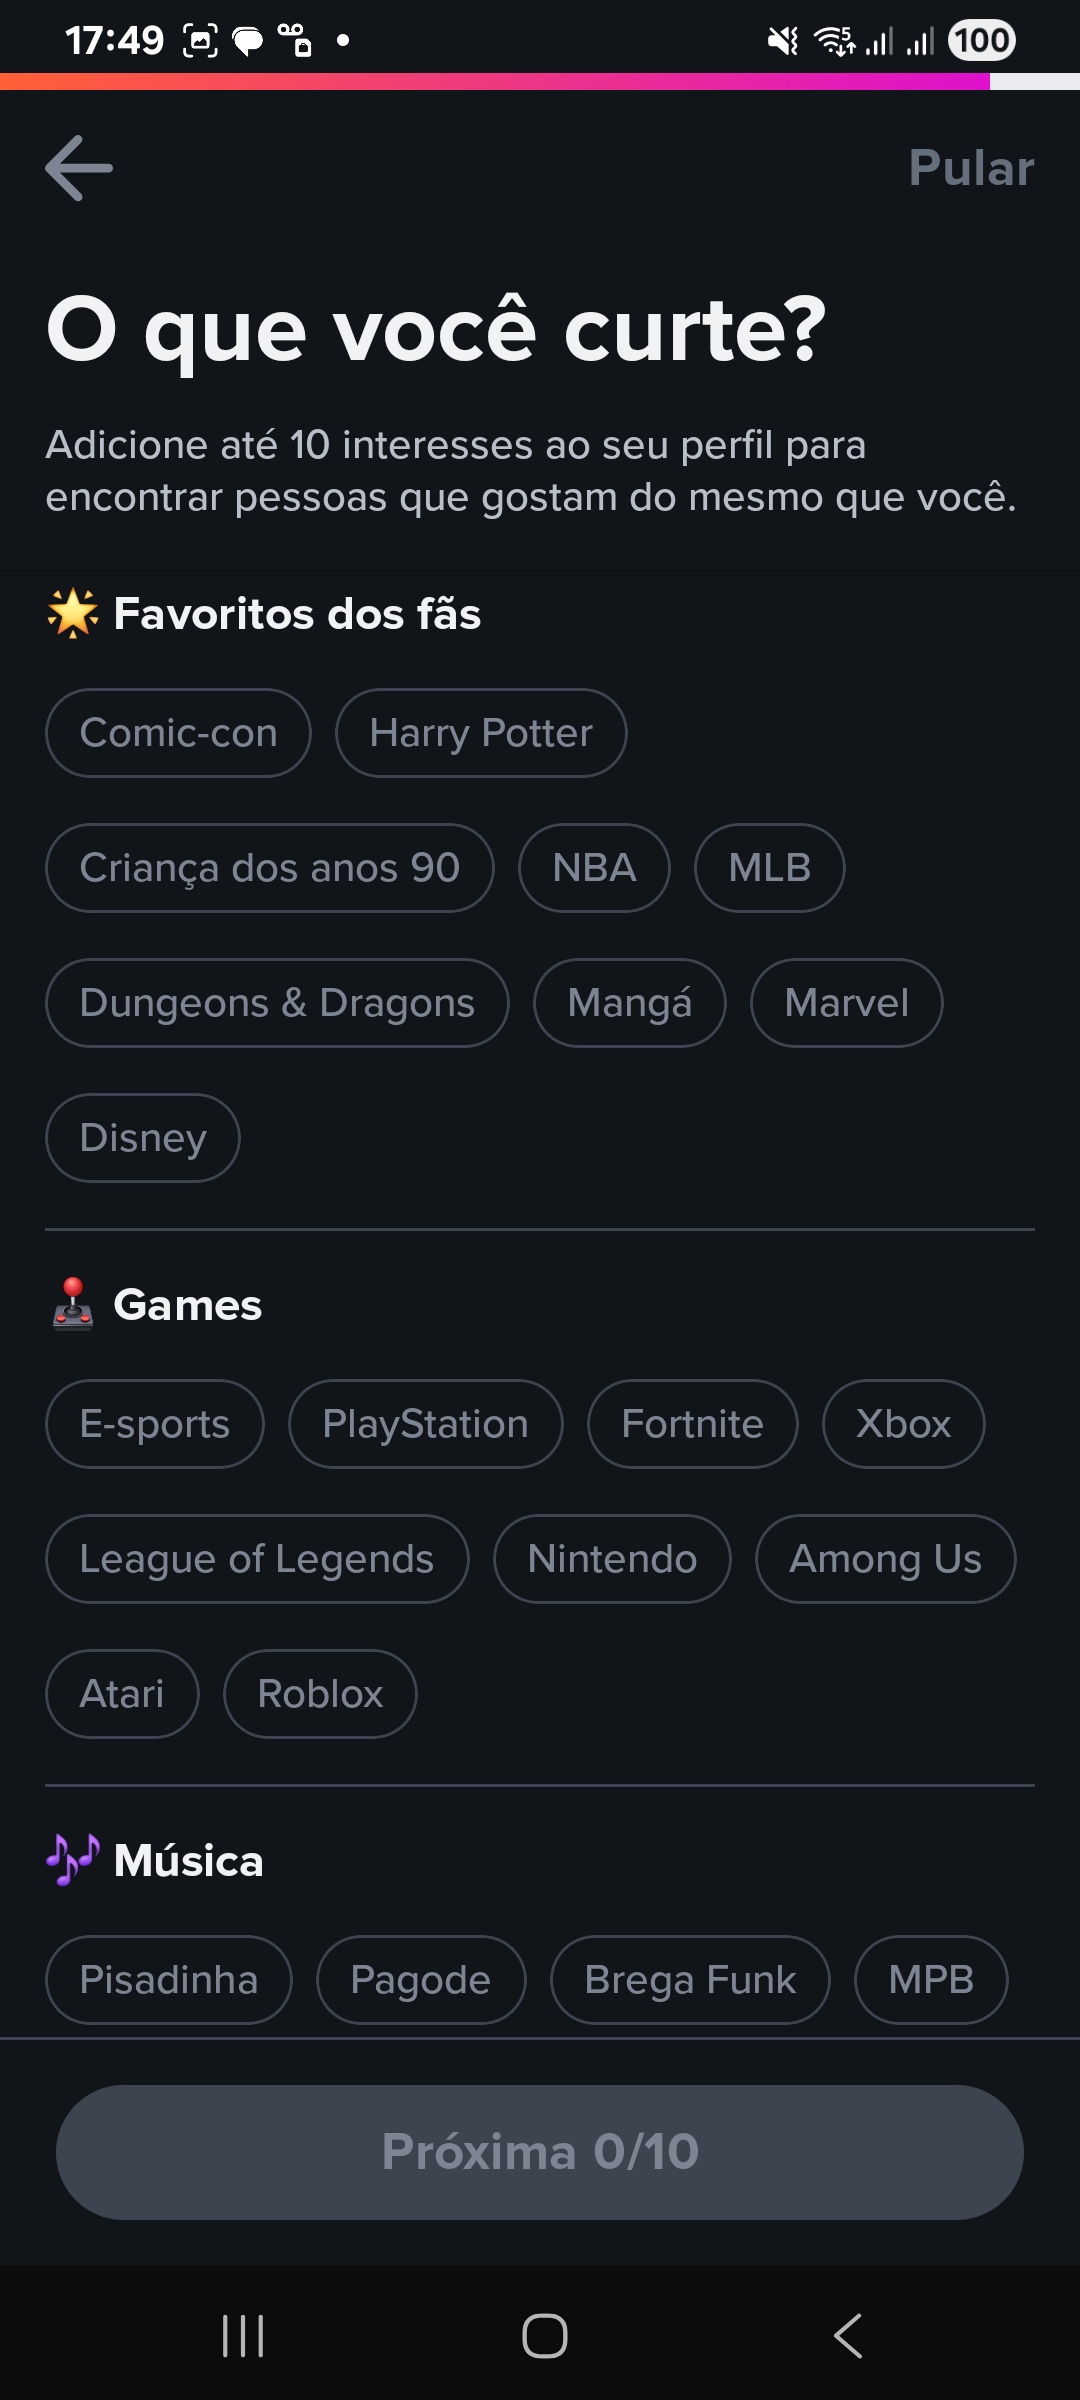 17:49
5
100
Pular
O que você curte?
Adicione até 10 interesses ao seu perfil para
encontrar pessoas que gostam do mesmo que você.
Favoritos dos fãs
Comic-con Harry Potter
Criança dos anos 90 NBA MLB
Dungeons & Dragons Mangá Marvel
Disney
Games
E-sports PlayStation Fortnite Xbox
League of Legends Nintendo Among Us
Atari Roblox
Música
Pisadinha Pagode Brega Funk MPB
Próxima 0/10